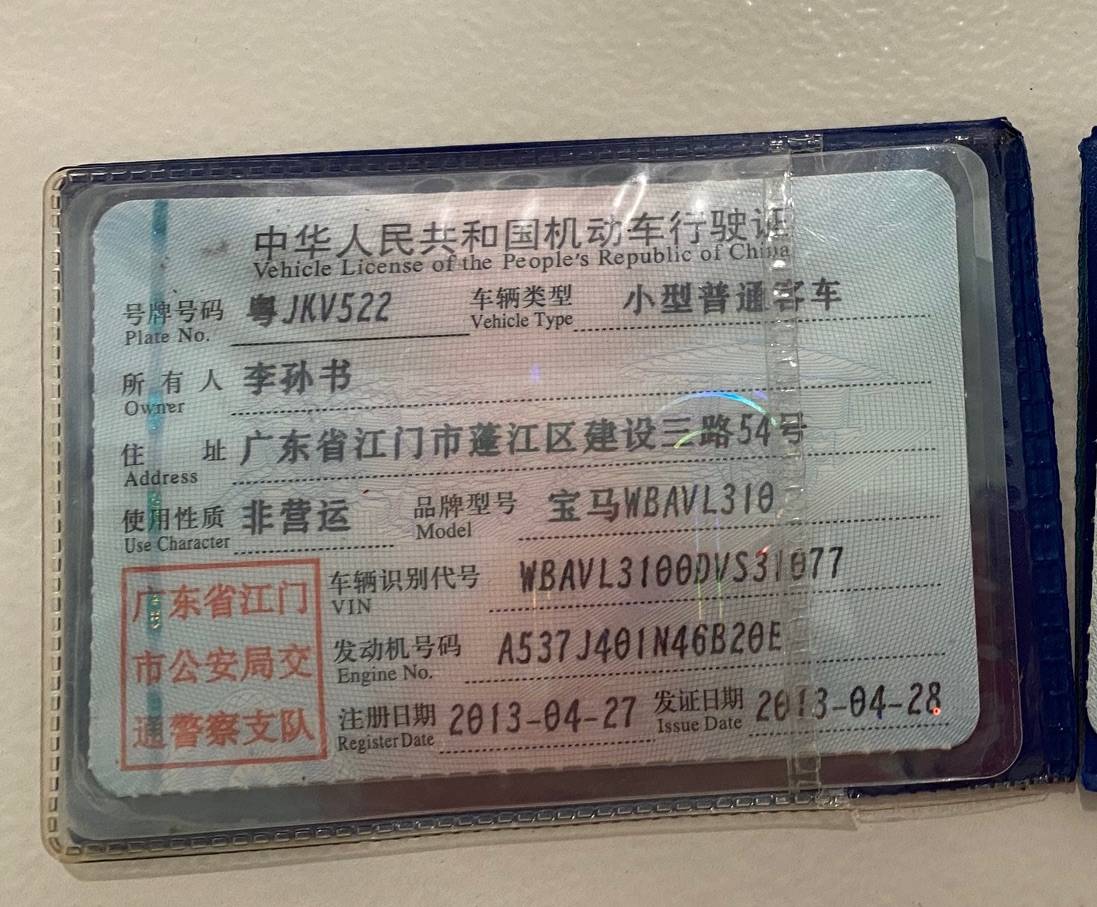 中华人民共和国机动车行驶证
Vehicle License of the People's Republic of China
号牌号码 粤JKV522 车辆类型 小型普通客车
Plate No. Vehicle Type
所有人 李孙书
Owner
住址 广东省江门市蓬江区建设三路54号
Address
使用性质 非营运 品牌型号 宝马WBAVL310
Use Character Model
广东省江门
市公安局交
通警察支队
车辆识别代号 WBAVL3100DVS31077
VIN
发动机号码 A537J401N46B20E
Engine No.
注册日期 2013-04-27 发证日期 2013-04-28
Register Date Issue Date